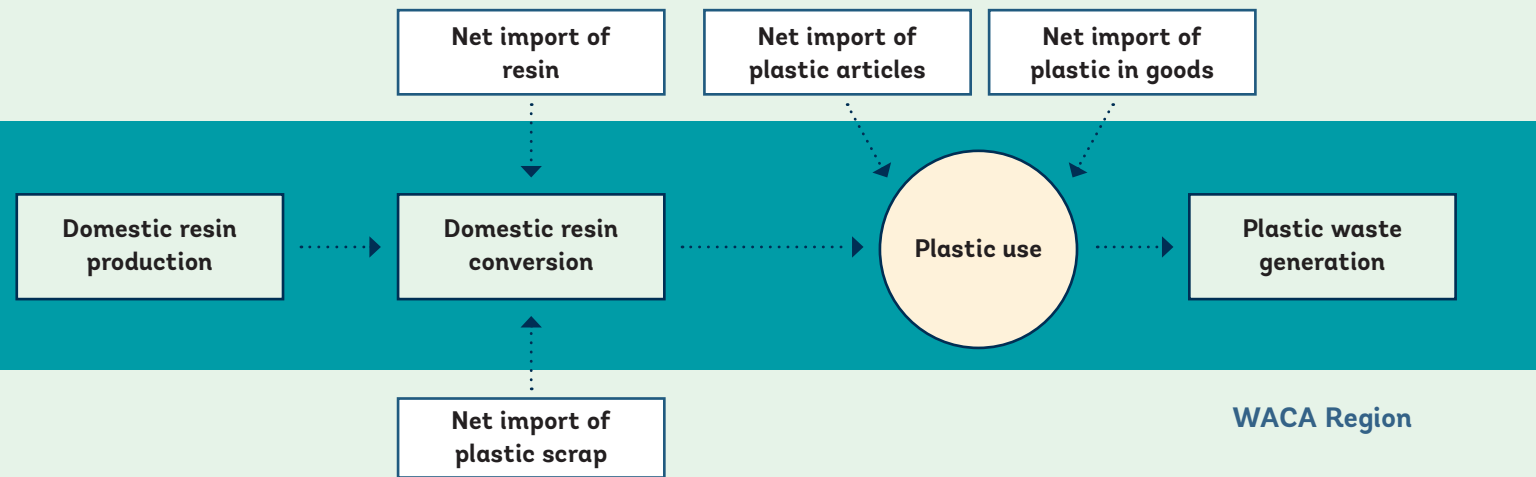 Net import of
resin
Net import of
plastic articles
Net import of
plastic in goods
Domestic resin
production
Domestic resin
conversion
Plastic use
Plastic waste
generation
Net import of
plastic scrap
WACA Region